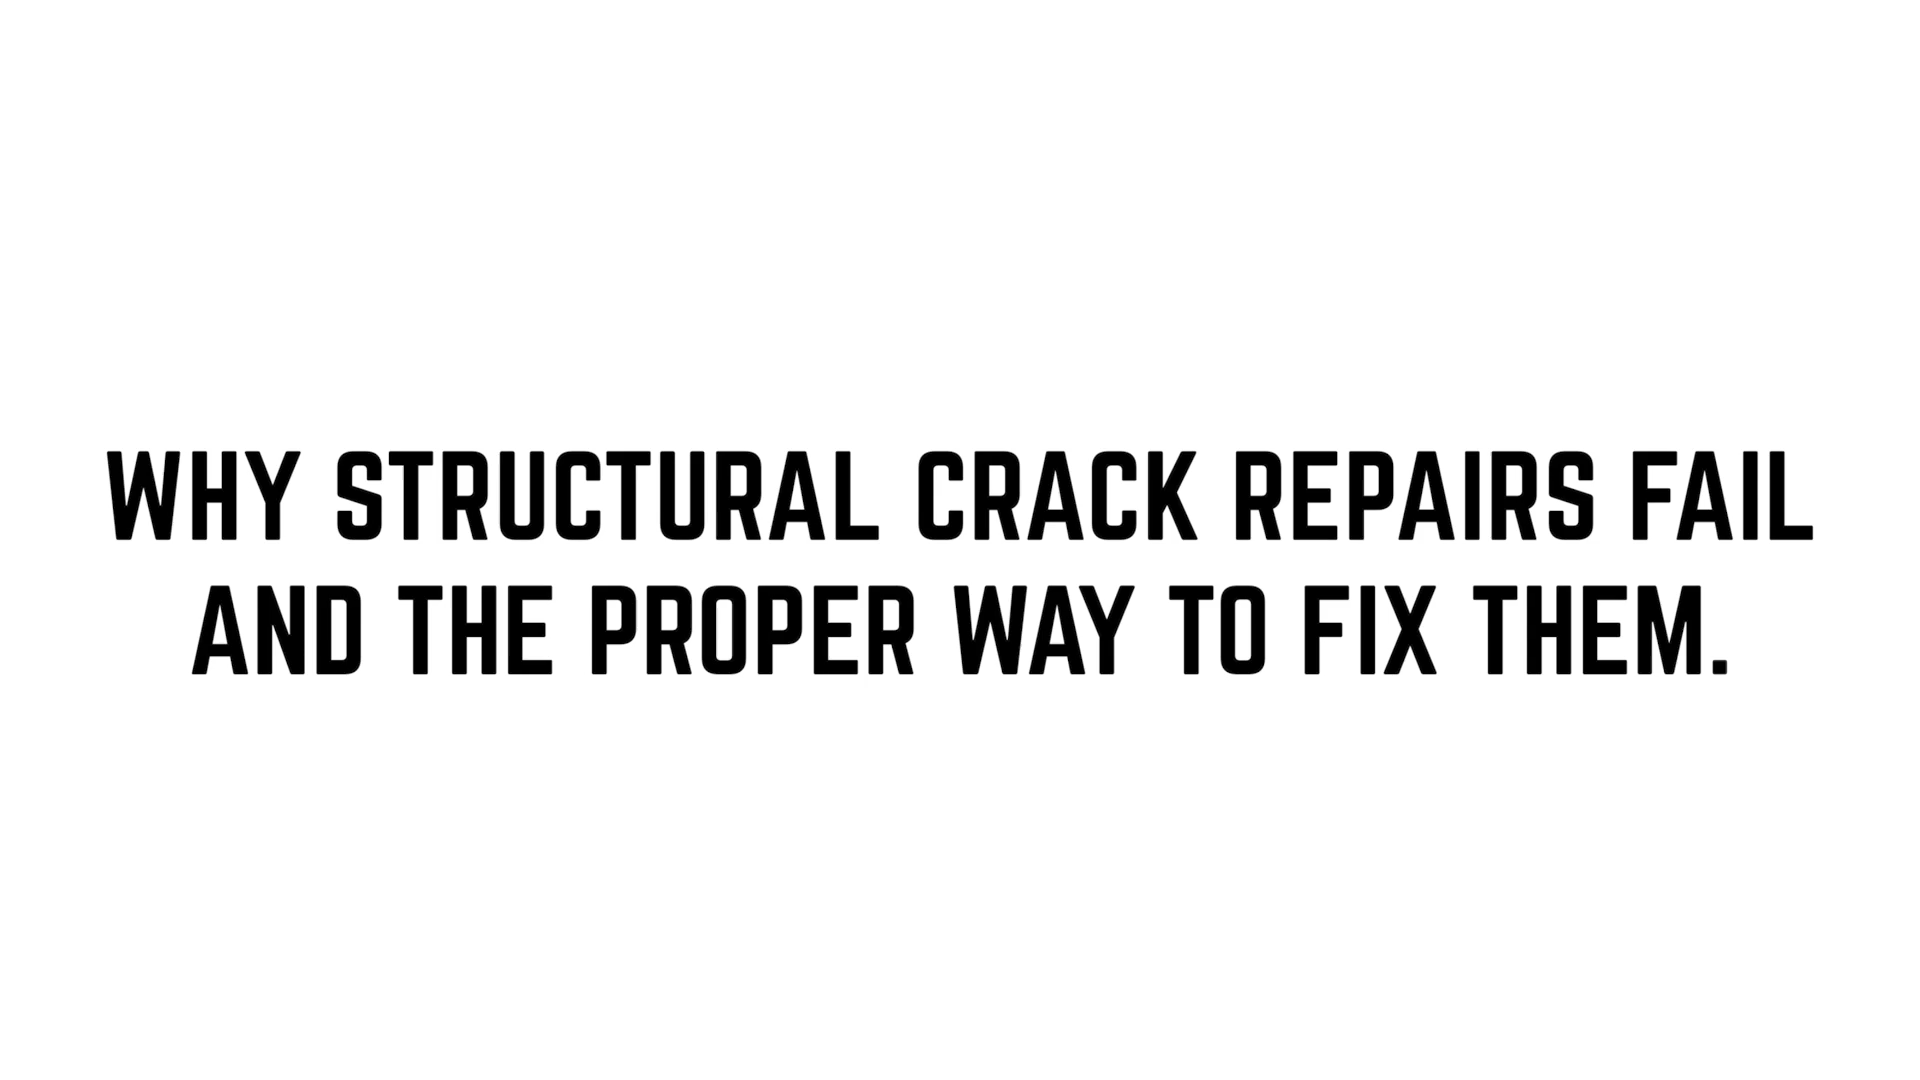 WHY STRUCTURAL CRACK REPAIRS FAIL
AND THE PROPER WAY TO FIX THEM.